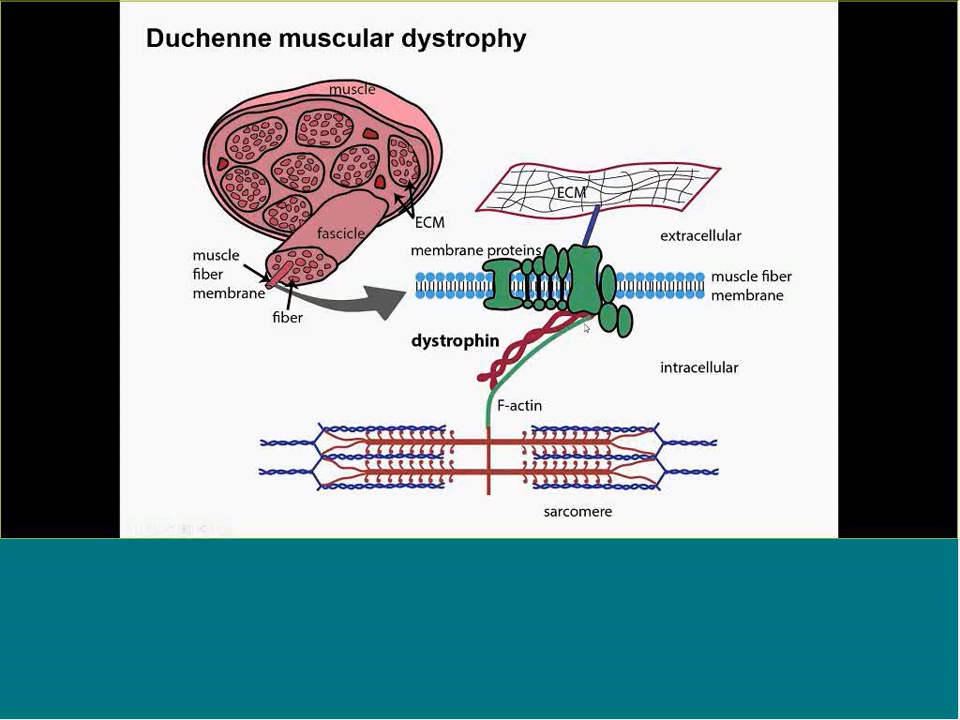 Duchenne muscular dystrophy
muscle
ECM
ECM
fascicle
extracellular
membrane proteins
muscle
fiber
membrane
muscle fiber
membrane
fiber
dystrophin
intracellular
F-actin
sarcomere